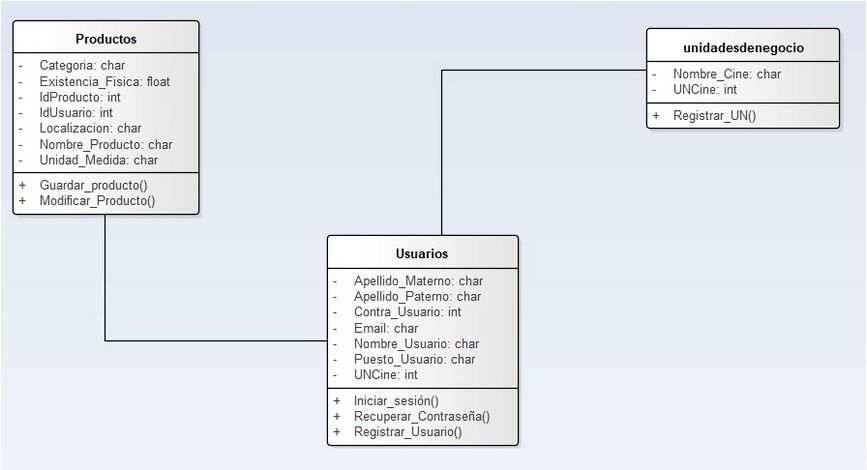 Productos
- Categoria: char
- Existencia_Fisica: float
- IdProducto: int
- IdUsuario: int
- Localizacion: char
- Nombre_Producto: char
- Unidad_Medida: char
+ Guardar_producto()
+ Modificar_Producto()
unidadesdenegocio
- Nombre_Cine: char
- UNCine: int
+ Registrar_UN()
Usuarios
- Apellido_Materno: char
- Apellido_Paterno: char
- Contra_Usuario: int
- Email: char
- Nombre_Usuario: char
- Puesto_Usuario: char
- UNCine: int
+ Iniciar_sesión()
+ Recuperar_Contraseña()
+ Registrar_Usuario()